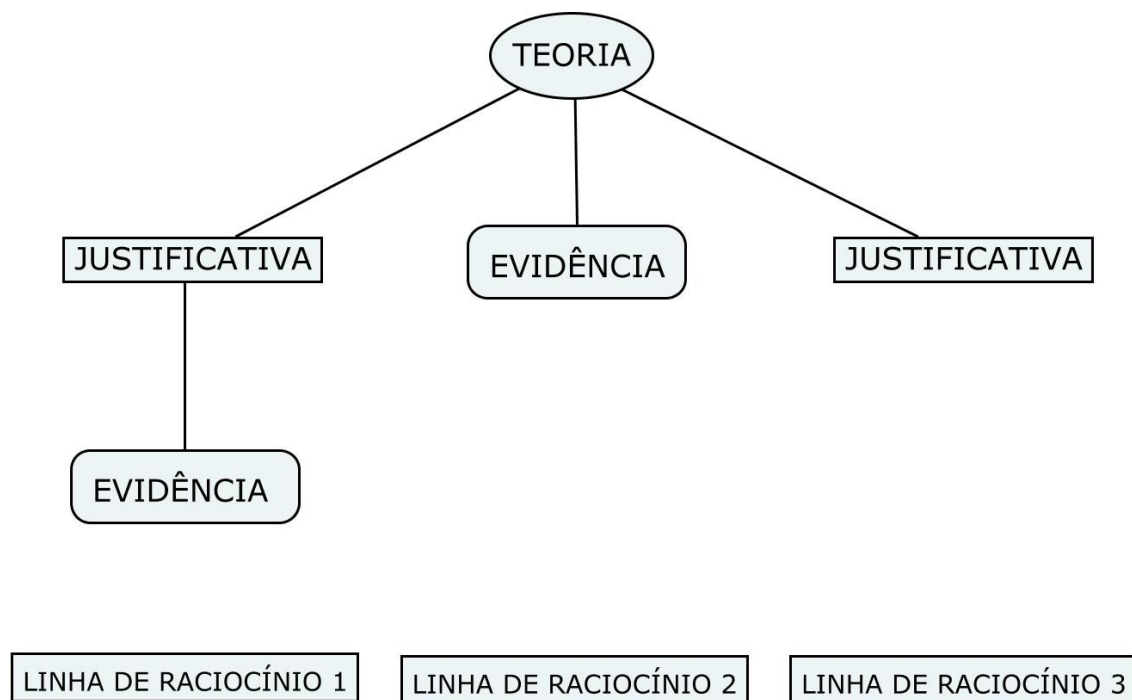 TEORIA
JUSTIFICATIVA
EVIDÊNCIA
JUSTIFICATIVA
EVIDÊNCIA
LINHA DE RACIOCÍNIO 1
LINHA DE RACIOCÍNIO 2
LINHA DE RACIOCÍNIO 3